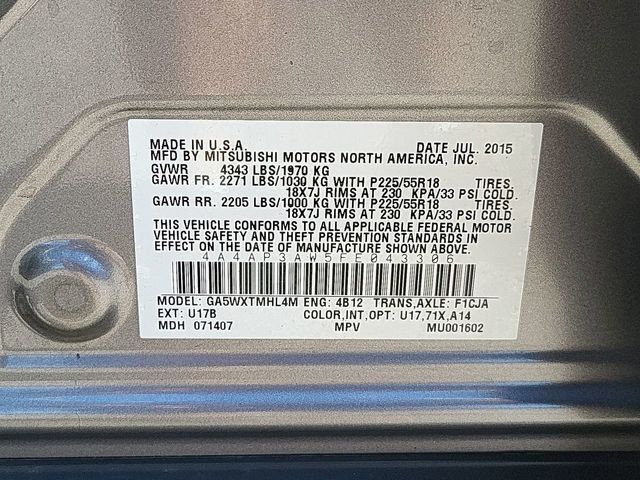 MADE IN U.S.A. DATE JUL. 2015
MFD BY MITSUBISHI MOTORS NORTH AMERICA, INC.
GVWR 4343 LBS/1970 KG
GAWR FR. 2271 LBS/1030 KG WITH P225/55R18 TIRES,
18X7J RIMS AT 230 KPA/33 PSI COLD.
GAWR RR. 2205 LBS/1000 KG WITH P225/55R18 TIRES,
18X7J RIMS AT 230 KPA/33 PSI COLD.
THIS VEHICLE CONFORMS TO ALL APPLICABLE FEDERAL MOTOR
VEHICLE SAFETY AND THEFT PREVENTION STANDARDS IN
EFFECT ON THE DATE OF MANUFACTURE SHOWN ABOVE.
4A4AP3AW5FE043306
MODEL: GA5WXTMHL4M ENG: 4B12 TRANS,AXLE: F1CJA
EXT: U17B COLOR,INT,OPT: U17,71X,A14
MDH 071407 MPV MU001602